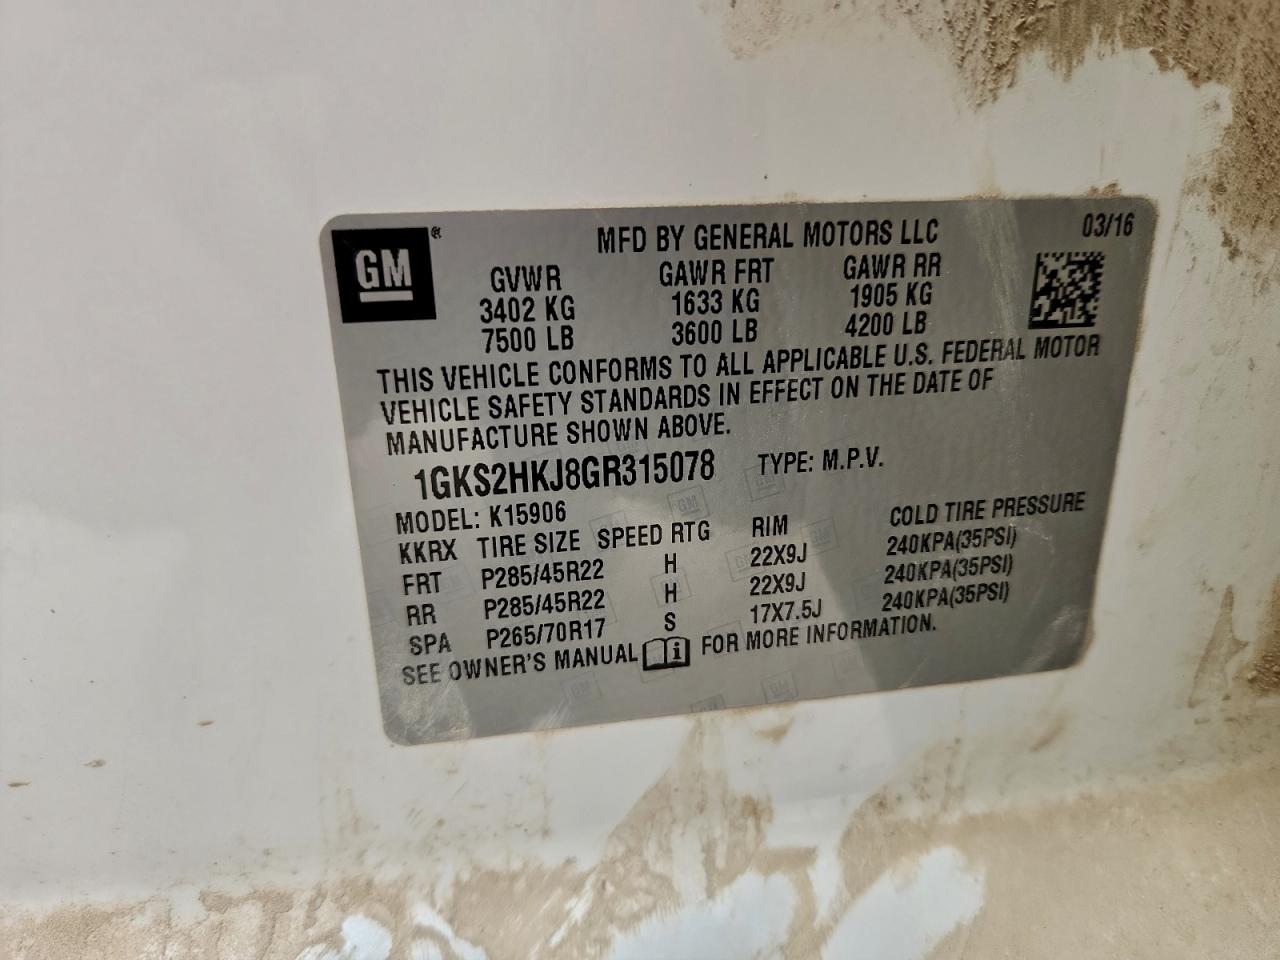 GM®
MFD BY GENERAL MOTORS LLC 03/16
GVWR GAWR FRT GAWR RR
3402 KG 1633 KG 1905 KG
7500 LB 3600 LB 4200 LB
THIS VEHICLE CONFORMS TO ALL APPLICABLE U.S. FEDERAL MOTOR
VEHICLE SAFETY STANDARDS IN EFFECT ON THE DATE OF
MANUFACTURE SHOWN ABOVE.
1GKS2HKJ8GR315078 TYPE: M.P.V.
MODEL: K15906
KKRX TIRE SIZE SPEED RTG RIM COLD TIRE PRESSURE
FRT P285/45R22 H 22X9J 240KPA(35PSI)
RR P285/45R22 H 22X9J 240KPA(35PSI)
SPA P265/70R17 S 17X7.5J 240KPA(35PSI)
SEE OWNER'S MANUAL i FOR MORE INFORMATION.